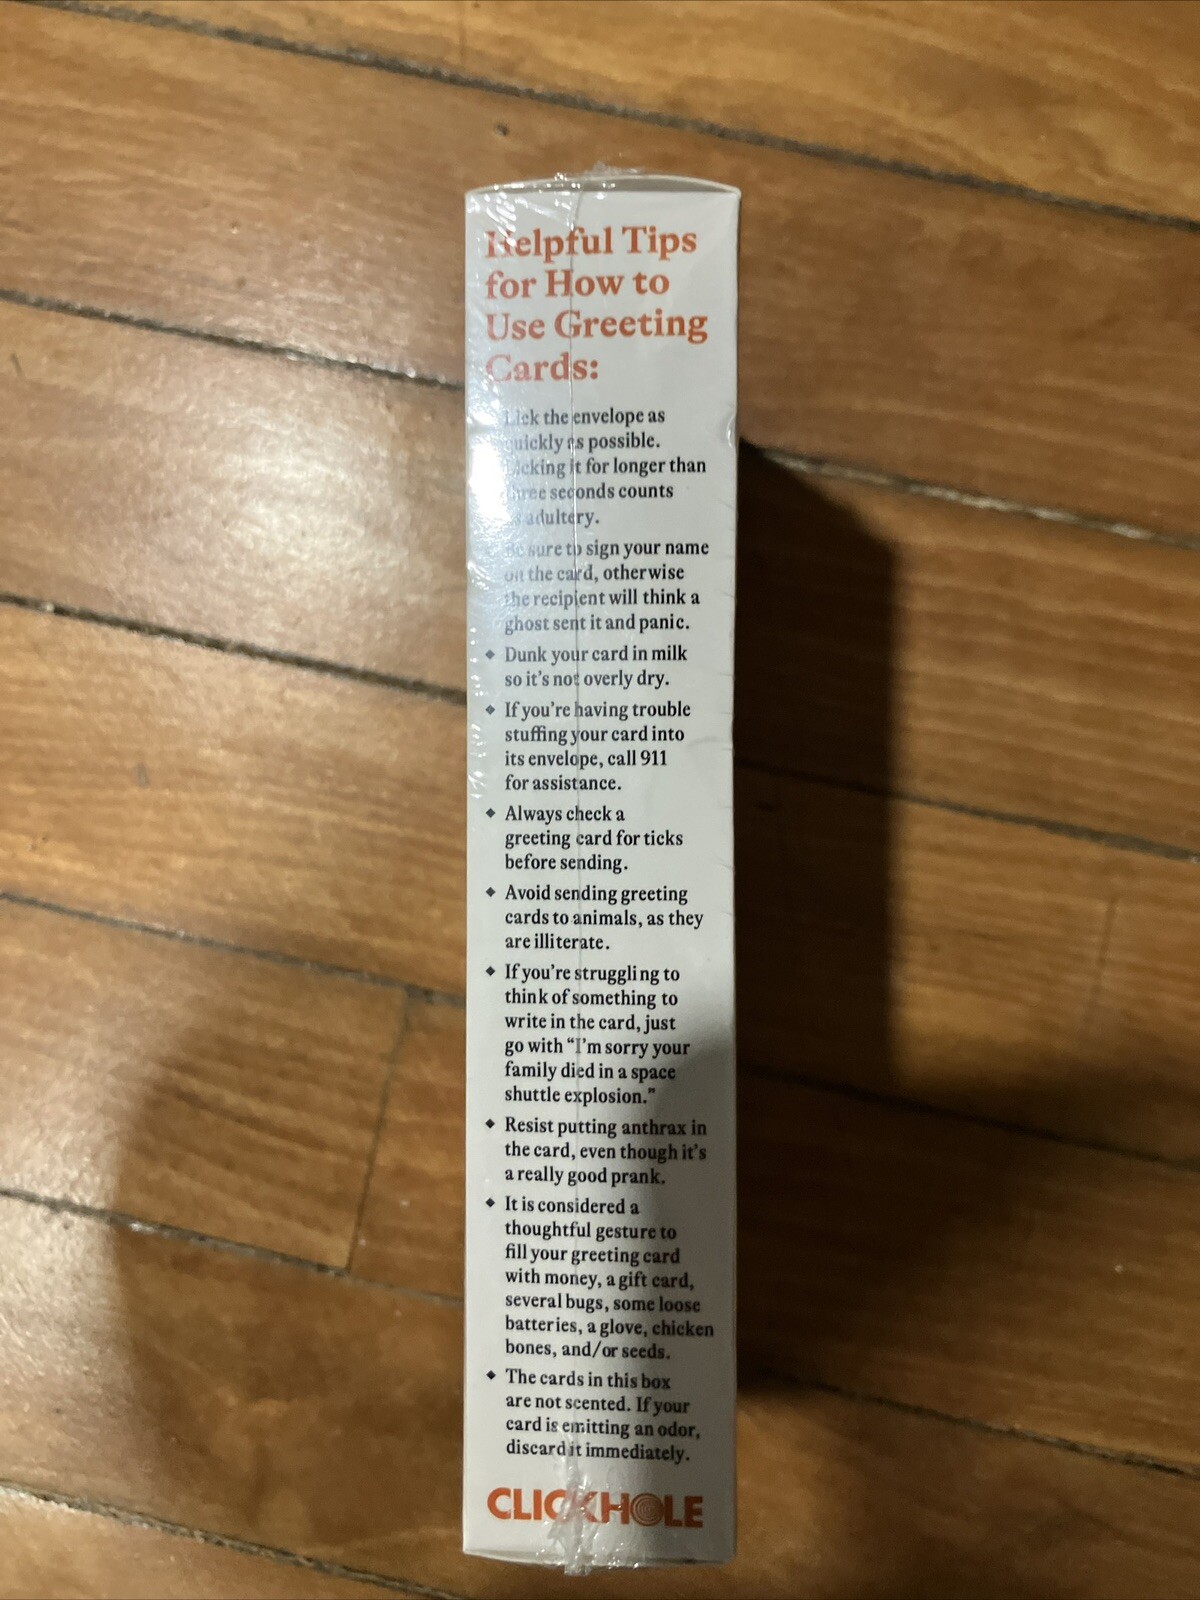 Helpful Tips
for How to
Use Greeting
Cards:
Lick the envelope as
quickly as possible.
Licking it for longer than
three seconds counts
as adultery.
Be sure to sign your name
on the card, otherwise
the recipient will think a
ghost sent it and panic.
◆ Dunk your card in milk
so it's not overly dry.
◆ If you're having trouble
stuffing your card into
its envelope, call 911
for assistance.
◆ Always check a
greeting card for ticks
before sending.
◆ Avoid sending greeting
cards to animals, as they
are illiterate.
◆ If you're struggling to
think of something to
write in the card, just
go with “I'm sorry your
family died in a space
shuttle explosion.”
◆ Resist putting anthrax in
the card, even though it's
a really good prank.
◆ It is considered a
thoughtful gesture to
fill your greeting card
with money, a gift card,
several bugs, some loose
batteries, a glove, chicken
bones, and/or seeds.
◆ The cards in this box
are not scented. If your
card is emitting an odor,
discard it immediately.
CLICKHOLE